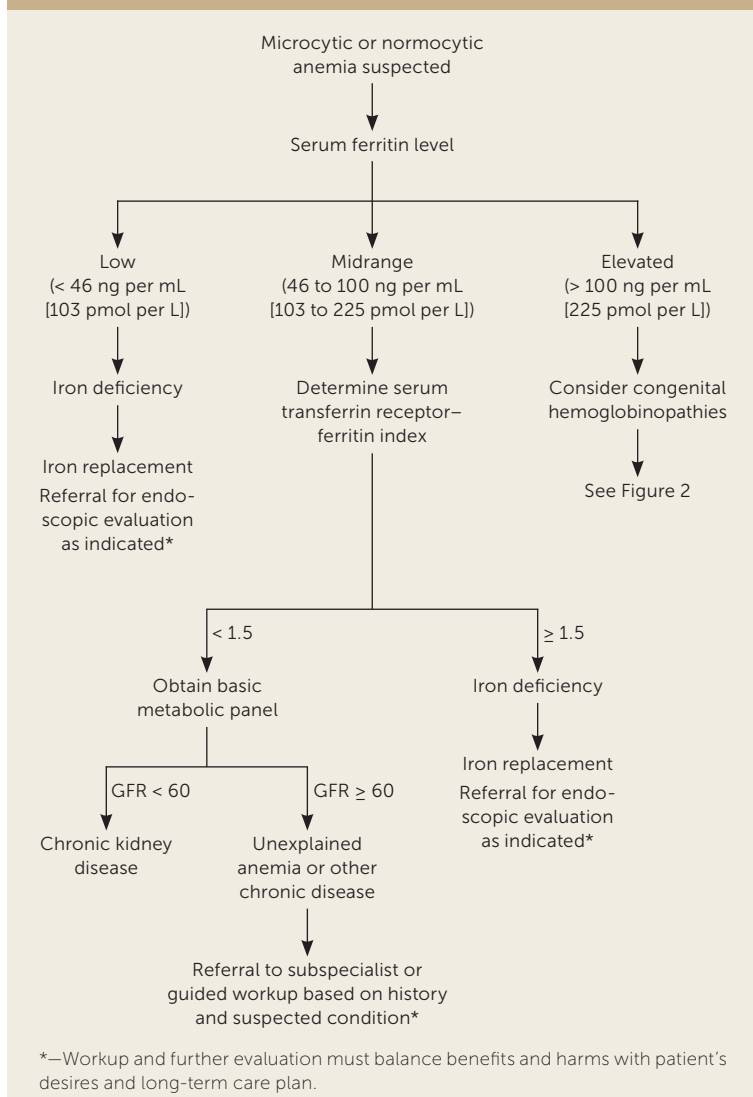 Microcytic or normocytic
anemia suspected
Serum ferritin level
Low
(< 46 ng per mL
[103 pmol per L])
Midrange
(46 to 100 ng per mL
[103 to 225 pmol per L])
Elevated
(> 100 ng per mL
[225 pmol per L])
Iron deficiency
Determine serum
transferrin receptor–
ferritin index
Consider congenital
hemoglobinopathies
Iron replacement
Referral for endo-
scopic evaluation
as indicated*
See Figure 2
< 1.5
≥ 1.5
Obtain basic
metabolic panel
Iron deficiency
Iron replacement
Referral for endo-
scopic evaluation
as indicated*
GFR < 60
GFR ≥ 60
Chronic kidney
disease
Unexplained
anemia or other
chronic disease
Referral to subspecialist or
guided workup based on history
and suspected condition*
*—Workup and further evaluation must balance benefits and harms with patient’s
desires and long-term care plan.